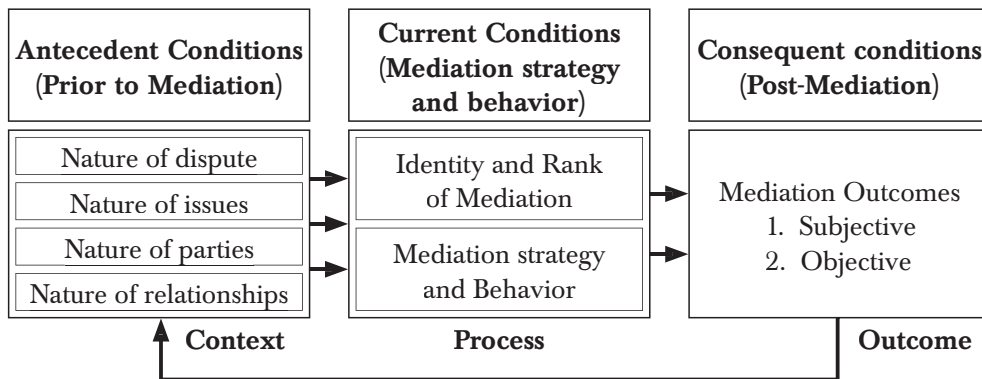 Antecedent Conditions
(Prior to Mediation)
Current Conditions
(Mediation strategy
and behavior)
Consequent conditions
(Post-Mediation)
Nature of dispute
Nature of issues
Nature of parties
Nature of relationships
Identity and Rank
of Mediation
Mediation strategy
and Behavior
Mediation Outcomes
1. Subjective
2. Objective
Context
Process
Outcome